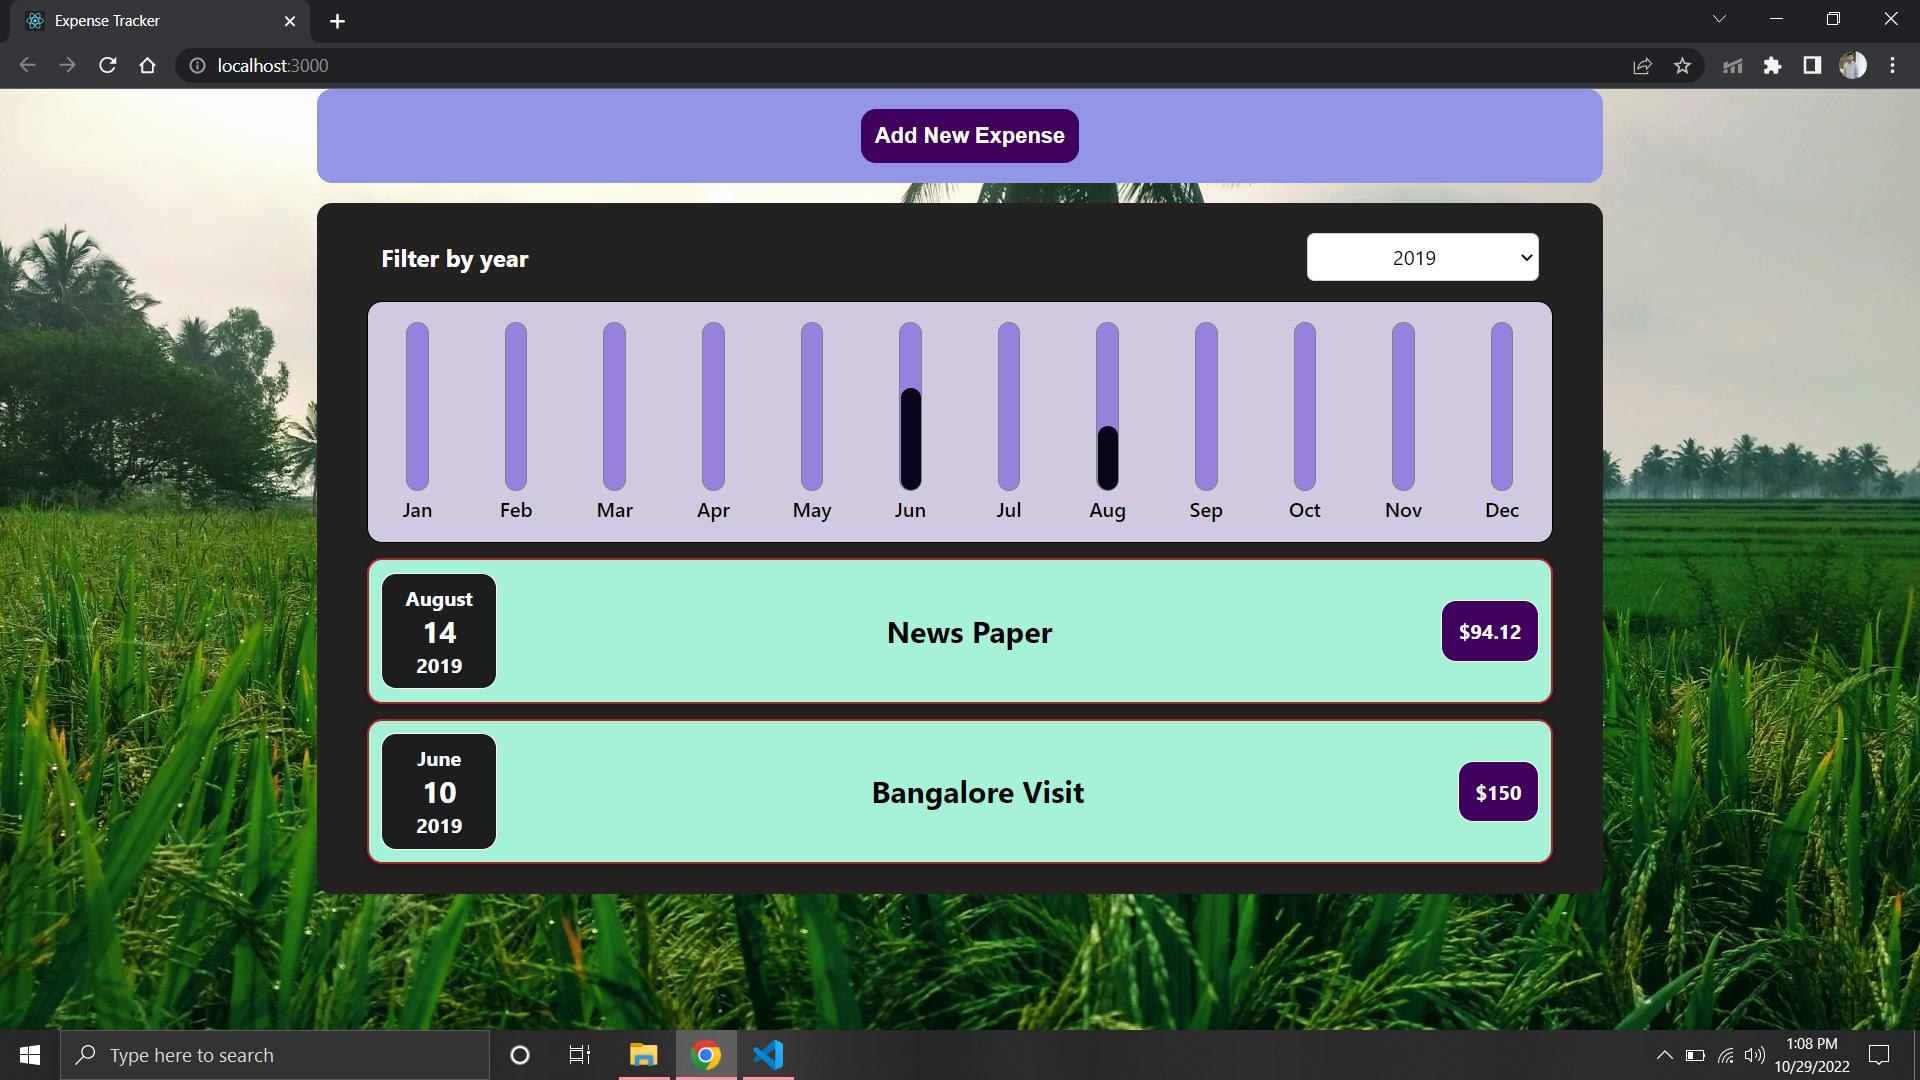 Expense Tracker
localhost:3000
Add New Expense
Filter by year
2019
Jan Feb Mar Apr May Jun Jul Aug Sep Oct Nov Dec
August
14
2019
News Paper
$94.12
June
10
2019
Bangalore Visit
$150
Type here to search
1:08 PM
10/29/2022